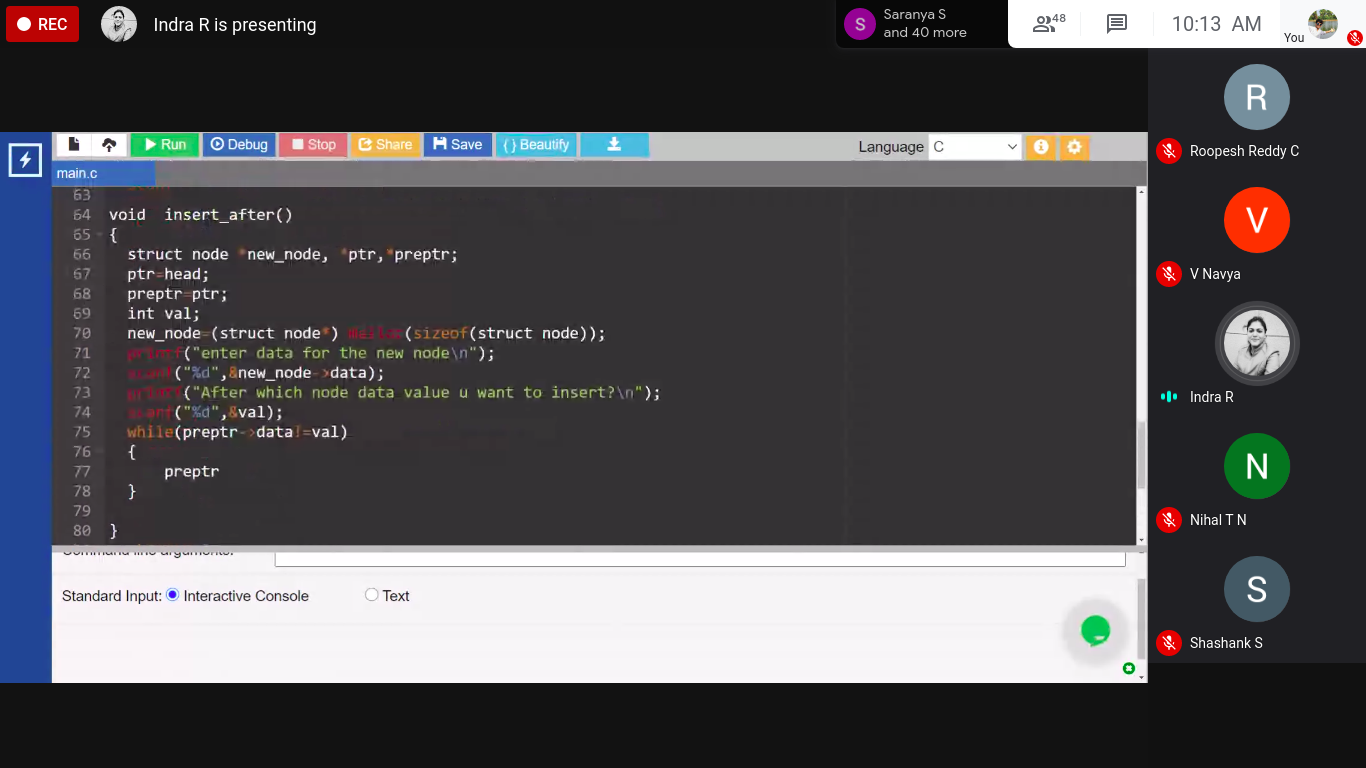 REC
Indra R is presenting
S
Saranya S
and 40 more
48
10:13 AM
You
Run
Debug
Stop
Share
Save
{ } Beautify
Language C
main.c
63
64 void insert_after()
65 {
66 struct node *new_node, *ptr,*preptr;
67 ptr=head;
68 preptr=ptr;
69 int val;
70 new_node=(struct node*) malloc(sizeof(struct node));
71 printf("enter data for the new node\n");
72 scanf("%d",&new_node->data);
73 printf("After which node data value u want to insert?\n");
74 scanf("%d",&val);
75 while(preptr->data!=val)
76 {
77 preptr
78 }
79
80 }
Command line arguments:
Standard Input: Interactive Console Text
R
Roopesh Reddy C
V
V Navya
Indra R
N
Nihal T N
S
Shashank S